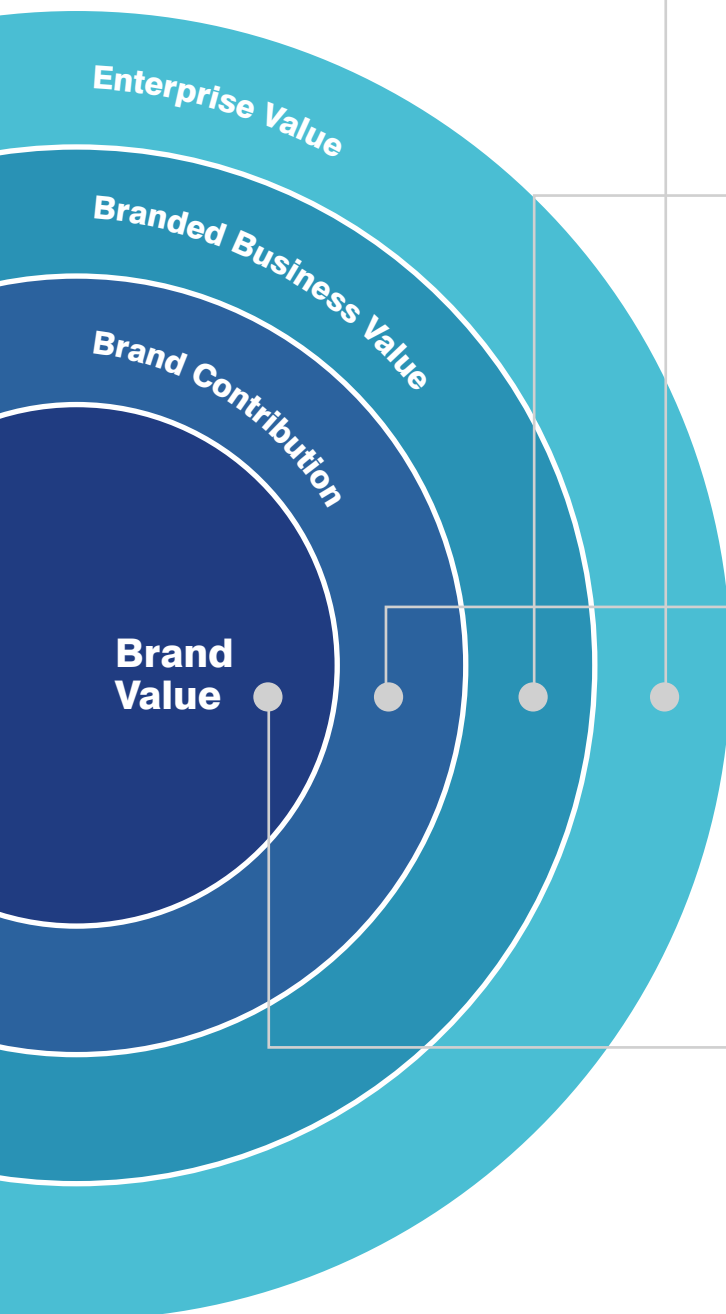 Enterprise Value
Branded Business Value
Brand Contribution
Brand
Value